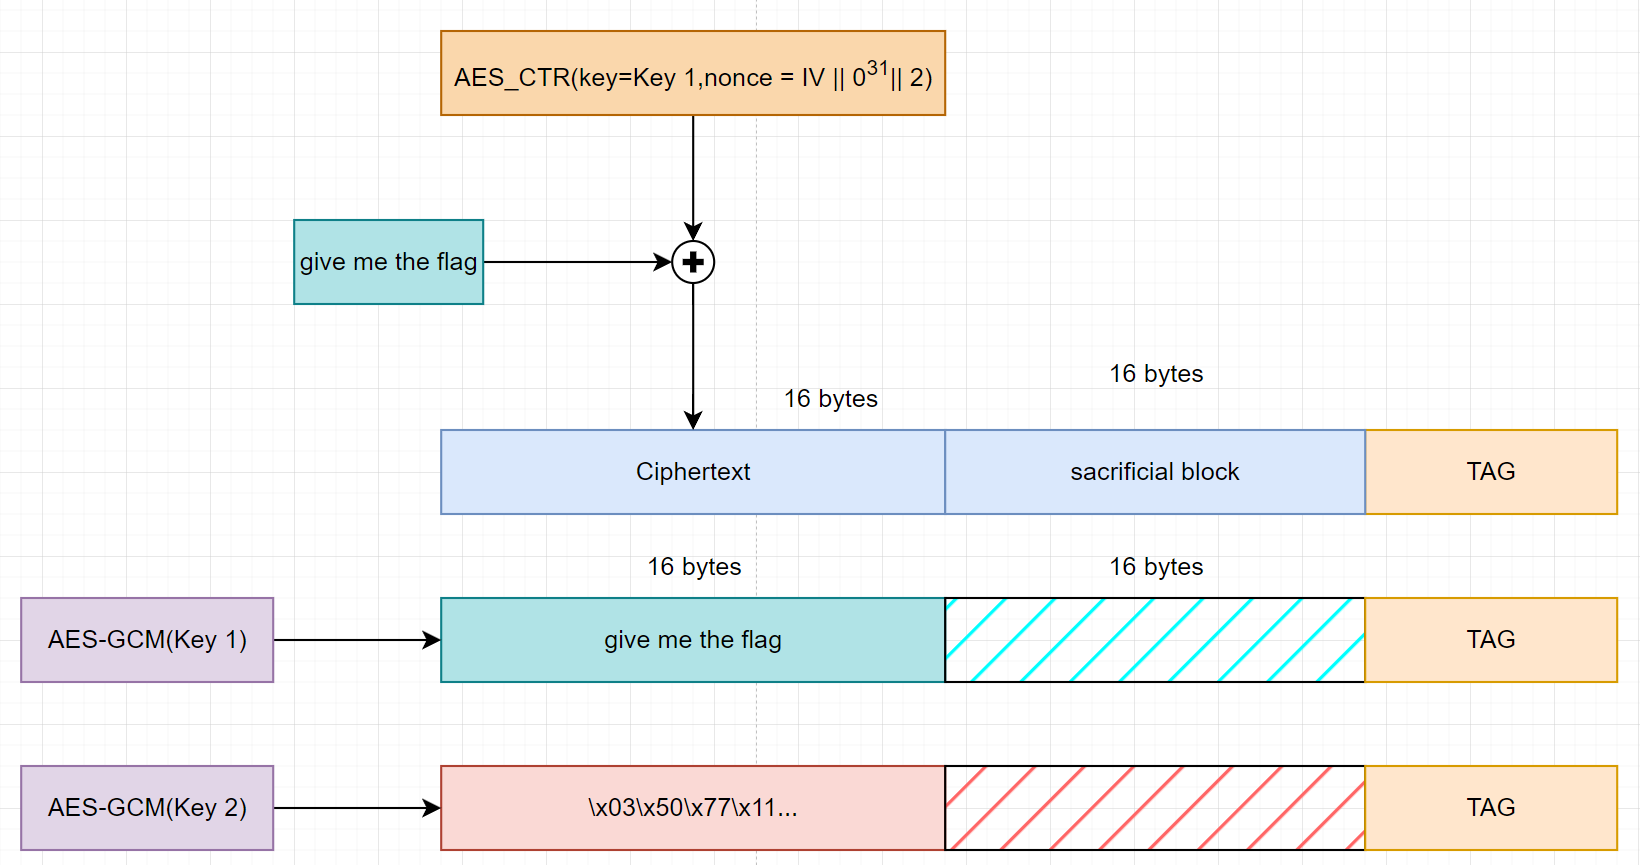 AES_CTR(key=Key 1,nonce = IV || 0³¹|| 2)
give me the flag
16 bytes
16 bytes
Ciphertext
sacrificial block
TAG
16 bytes
16 bytes
AES-GCM(Key 1)
give me the flag
TAG
AES-GCM(Key 2)
\x03\x50\x77\x11...
TAG